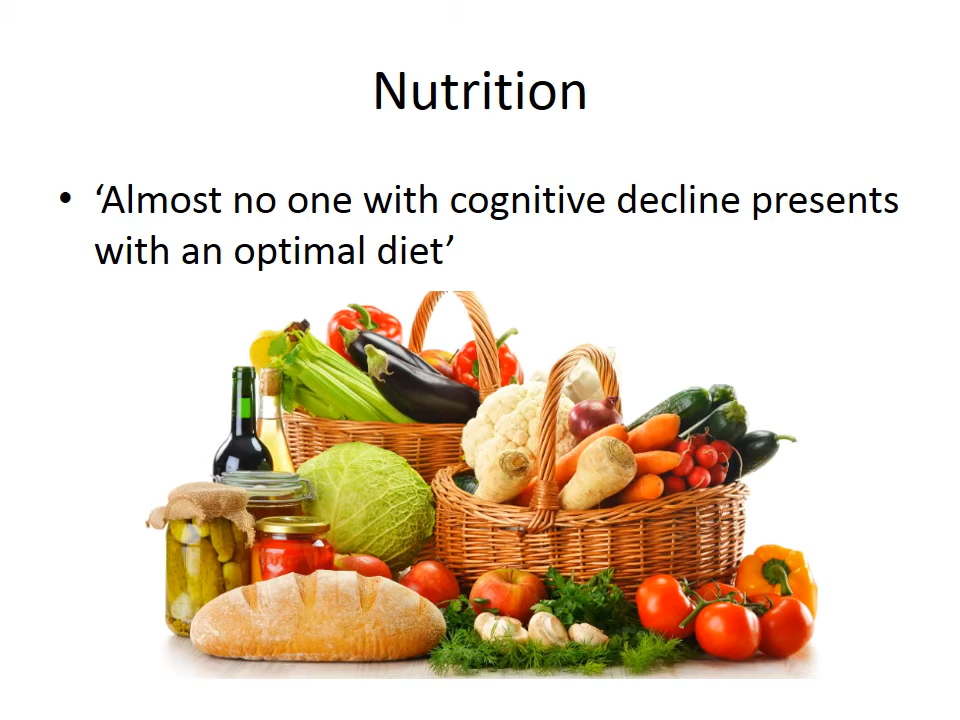 Nutrition
• ‘Almost no one with cognitive decline presents
with an optimal diet’